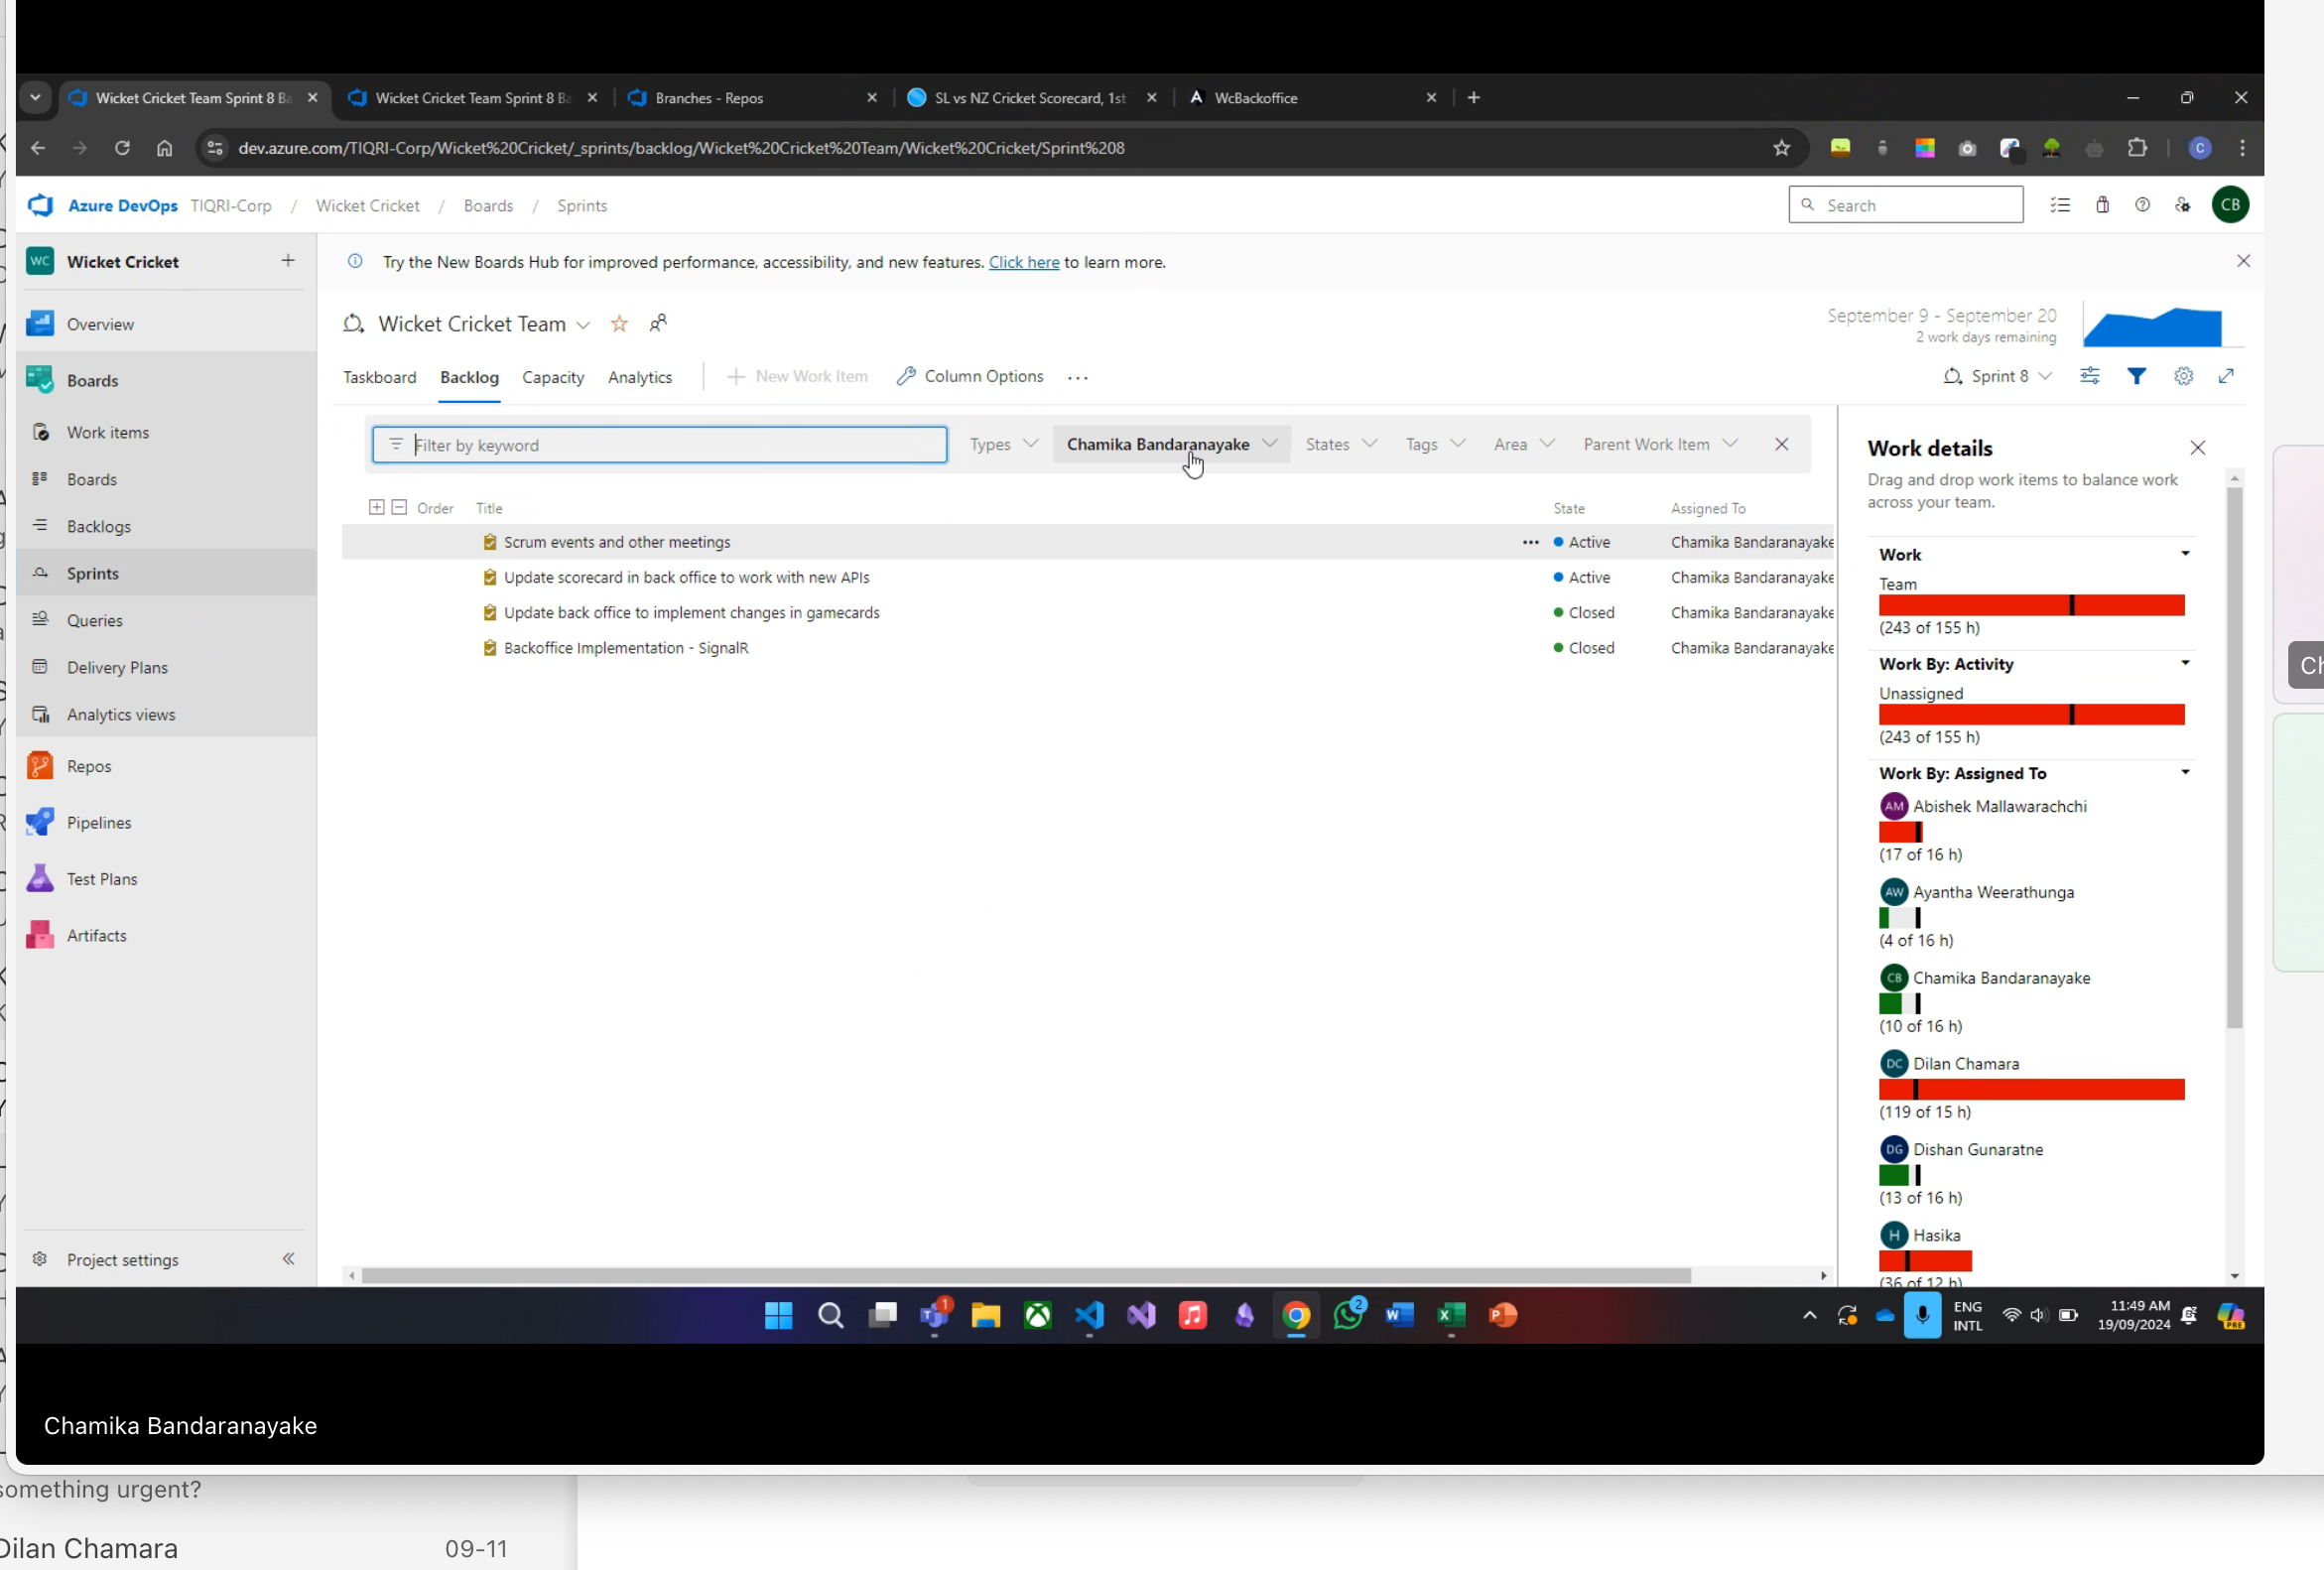 Wicket Cricket Team Sprint 8 Ba
Wicket Cricket Team Sprint 8 Ba
Branches - Repos
SL vs NZ Cricket Scorecard, 1st
WcBackoffice
dev.azure.com/TIQRI-Corp/Wicket%20Cricket/_sprints/backlog/Wicket%20Cricket%20Team/Wicket%20Cricket/Sprint%208
C
Azure DevOps TIQRI-Corp / Wicket Cricket / Boards / Sprints
Search
CB
WC Wicket Cricket
Try the New Boards Hub for improved performance, accessibility, and new features. Click here to learn more.
Overview
Boards
Work items
Boards
Backlogs
Sprints
Queries
Delivery Plans
Analytics views
Repos
Pipelines
Test Plans
Artifacts
Project settings
Wicket Cricket Team
September 9 - September 20
2 work days remaining
Taskboard Backlog Capacity Analytics New Work Item Column Options
Sprint 8
Filter by keyword Types Chamika Bandaranayake States Tags Area Parent Work Item
Order Title State Assigned To
Scrum events and other meetings Active Chamika Bandaranayake
Update scorecard in back office to work with new APIs Active Chamika Bandaranayake
Update back office to implement changes in gamecards Closed Chamika Bandaranayake
Backoffice Implementation - SignalR Closed Chamika Bandaranayake
Work details
Drag and drop work items to balance work
across your team.
Work
Team
(243 of 155 h)
Work By: Activity
Unassigned
(243 of 155 h)
Work By: Assigned To
AM Abishek Mallawarachchi
(17 of 16 h)
AW Ayantha Weerathunga
(4 of 16 h)
CB Chamika Bandaranayake
(10 of 16 h)
DC Dilan Chamara
(119 of 15 h)
DG Dishan Gunaratne
(13 of 16 h)
H Hasika
(36 of 12 h)
1
2
ENG
INTL
11:49 AM
19/09/2024
PRE
Chamika Bandaranayake
something urgent?
Dilan Chamara 09-11